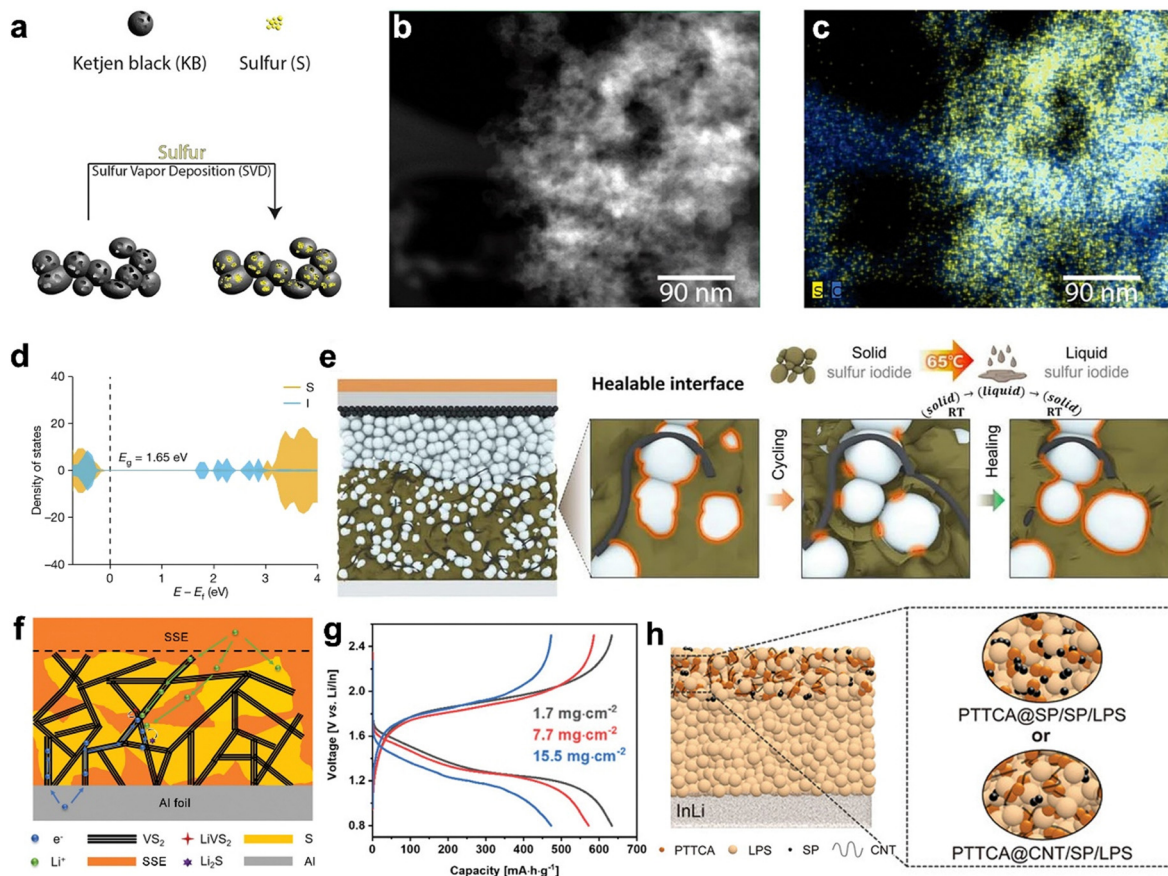 a
Ketjen black (KB)
Sulfur (S)
Sulfur
Sulfur Vapor Deposition (SVD)
b
90 nm
c
S C
90 nm
d
40
20
0
−20
−40
Density of states
S
I
Eg = 1.65 eV
0 1 2 3 4
E − Ef (eV)
e
Healable interface
Solid
sulfur iodide
65℃
Liquid
sulfur iodide
(solid) → (liquid) → (solid)
RT RT
Cycling
Healing
f
SSE
Al foil
e⁻ VS₂ LiVS₂ S
Li⁺ SSE Li₂S Al
g
2.4
2.0
1.6
1.2
0.8
Voltage [V vs. Li/In]
1.7 mg·cm⁻²
7.7 mg·cm⁻²
15.5 mg·cm⁻²
0 100 200 300 400 500 600 700
Capacity [mA·h·g⁻¹]
h
InLi
PTTCA LPS SP CNT
PTTCA@SP/SP/LPS
or
PTTCA@CNT/SP/LPS